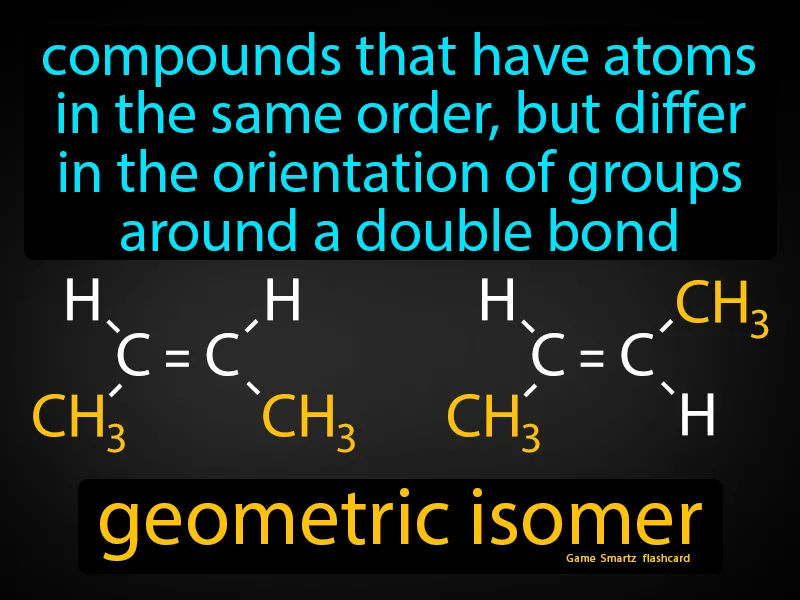 compounds that have atoms
in the same order, but differ
in the orientation of groups
around a double bond
H H H CH₃
C = C C = C
CH₃ CH₃ CH₃ H
geometric isomer
Game Smartz flashcard